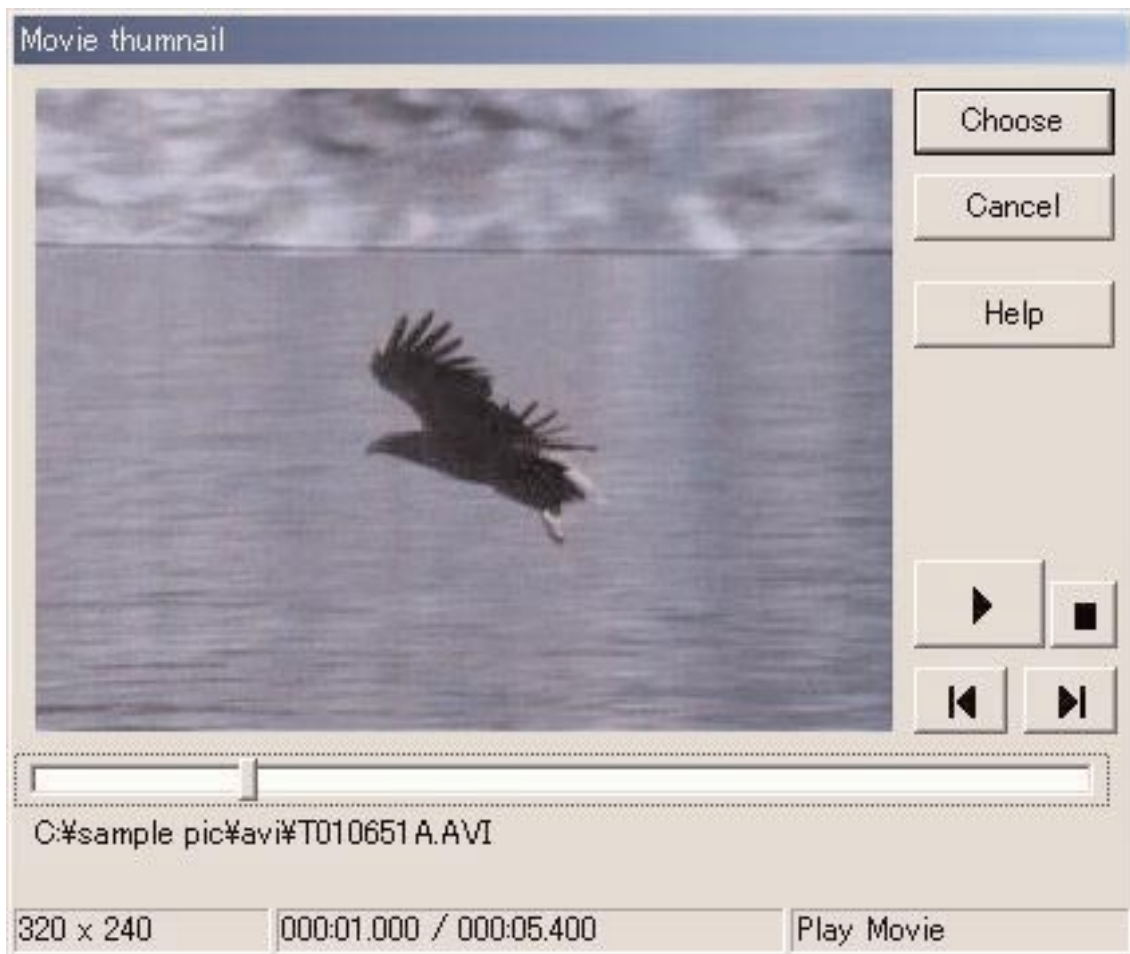 Movie thumnail
Choose
Cancel
Help
C:¥sample pic¥avi¥T010651A.AVI
320 x 240
000:01.000 / 000:05.400
Play Movie